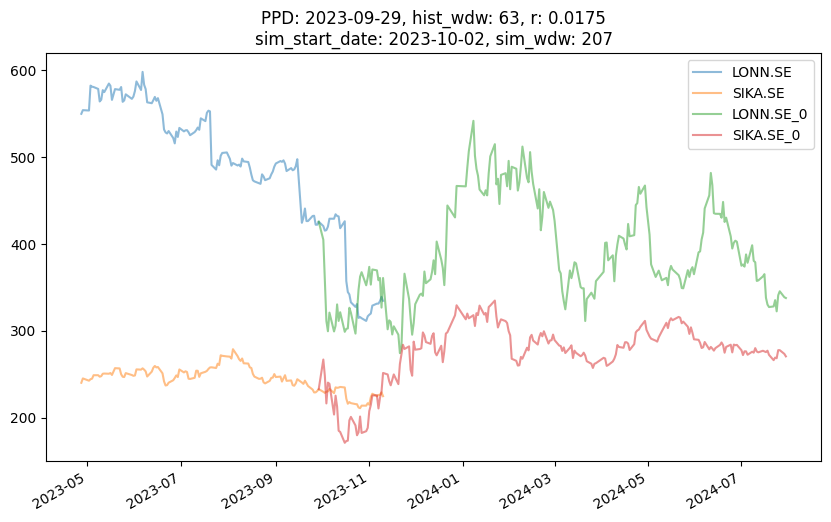 PPD: 2023-09-29, hist_wdw: 63, r: 0.0175
sim_start_date: 2023-10-02, sim_wdw: 207
600
500
400
300
200
LONN.SE
SIKA.SE
LONN.SE_0
SIKA.SE_0
2023-05
2023-07
2023-09
2023-11
2024-01
2024-03
2024-05
2024-07